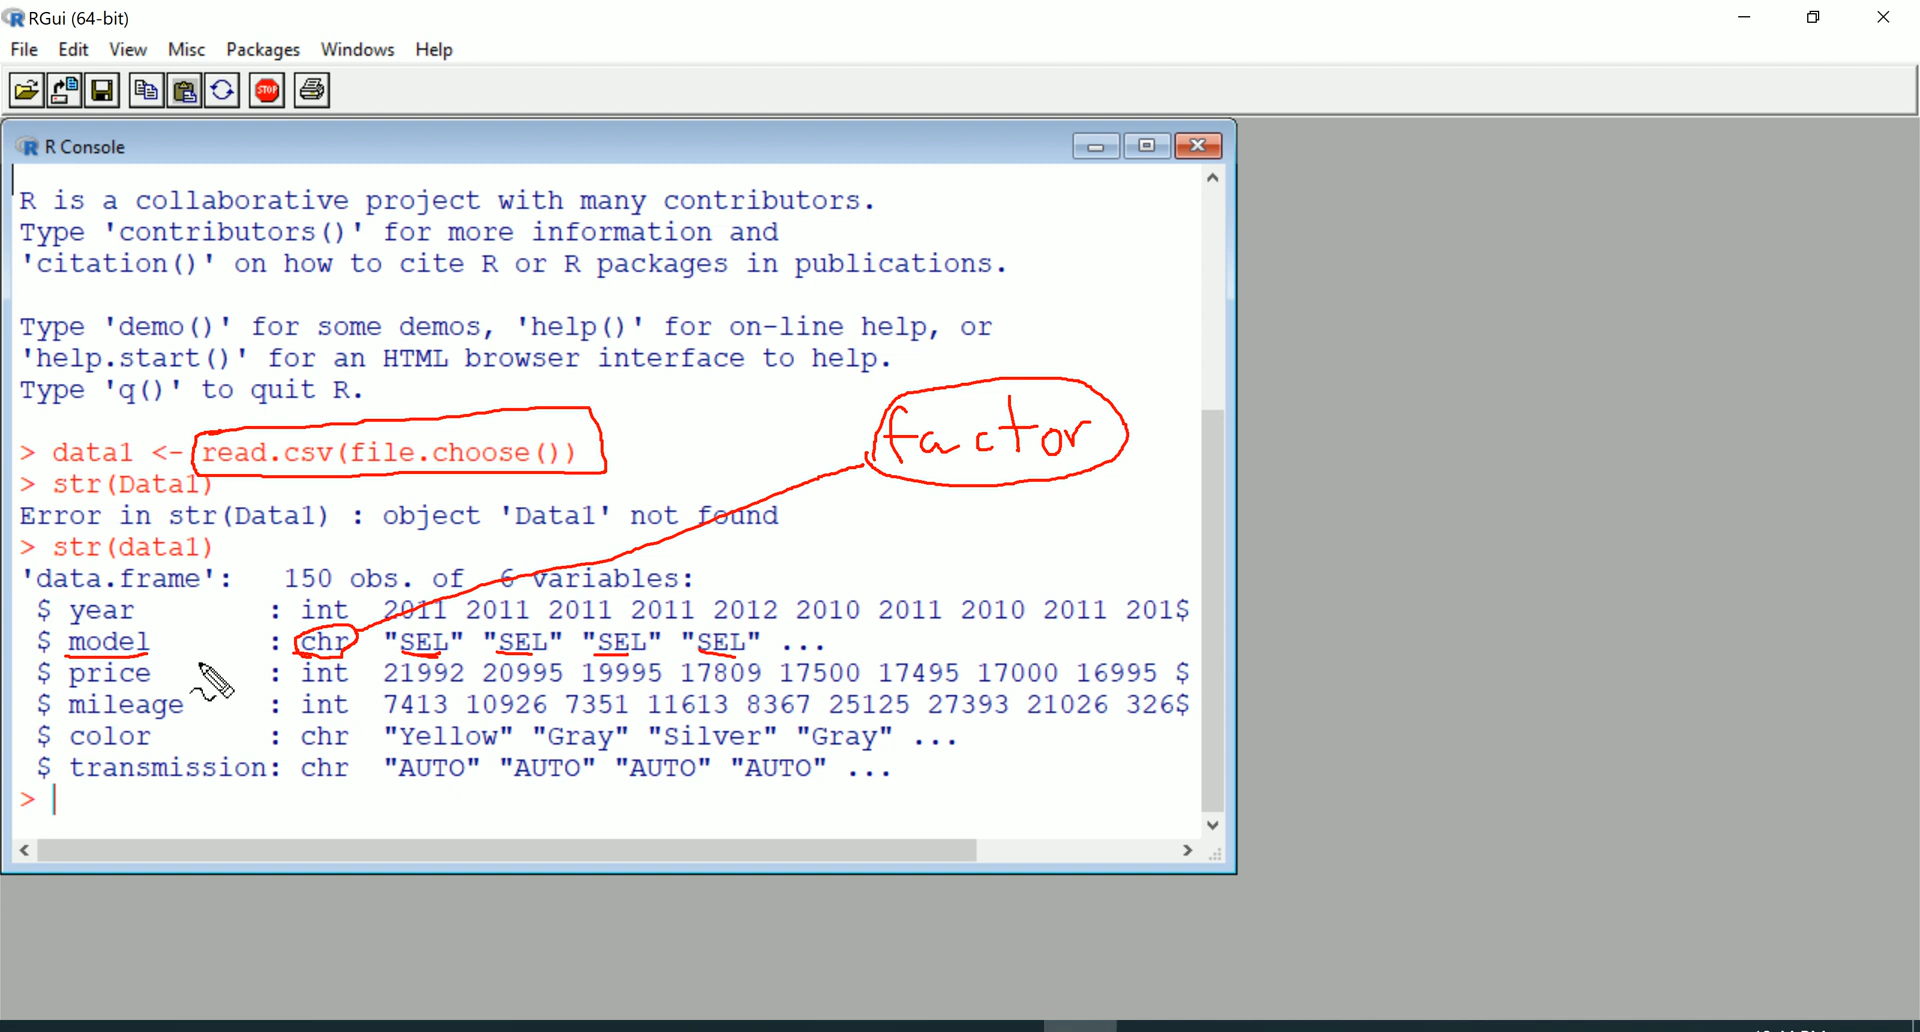 RGui (64-bit)
File Edit View Misc Packages Windows Help
STOP
R Console
R is a collaborative project with many contributors.
Type 'contributors()' for more information and
'citation()' on how to cite R or R packages in publications.
Type 'demo()' for some demos, 'help()' for on-line help, or
'help.start()' for an HTML browser interface to help.
Type 'q()' to quit R.
factor
> data1 <- read.csv(file.choose())
> str(Data1)
Error in str(Data1) : object 'Data1' not found
> str(data1)
'data.frame':   150 obs. of  6 variables:
$ year        : int  2011 2011 2011 2011 2012 2010 2011 2010 2011 201$
$ model       : chr  "SEL" "SEL" "SEL" "SEL" ...
$ price       : int  21992 20995 19995 17809 17500 17495 17000 16995 $
$ mileage     : int  7413 10926 7351 11613 8367 25125 27393 21026 326$
$ color       : chr  "Yellow" "Gray" "Silver" "Gray" ...
$ transmission: chr  "AUTO" "AUTO" "AUTO" "AUTO" ...
>